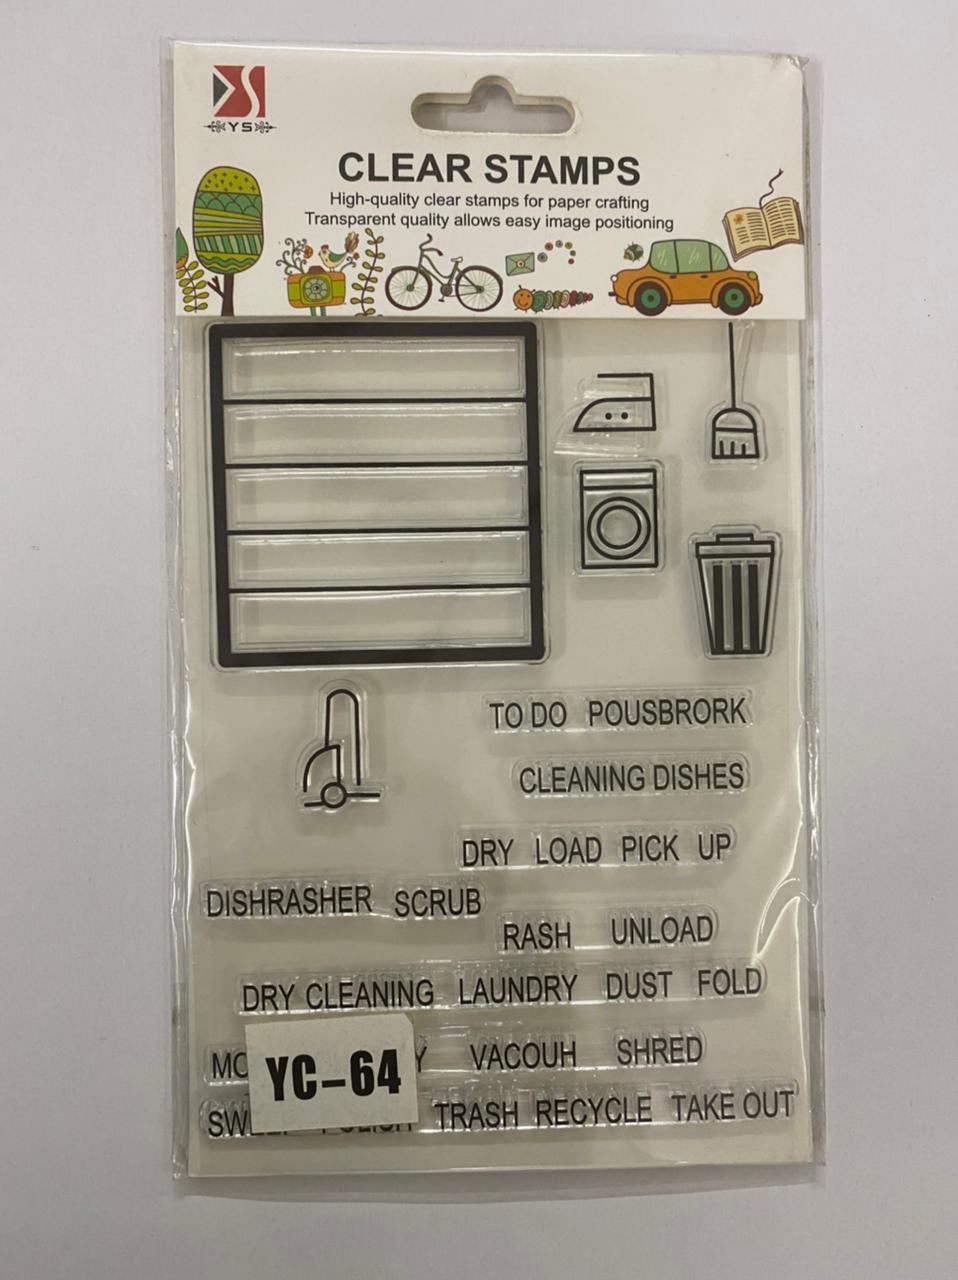 YS
CLEAR STAMPS
High-quality clear stamps for paper crafting
Transparent quality allows easy image positioning
TO DO POUSBRORK
CLEANING DISHES
DRY LOAD PICK UP
DISHRASHER SCRUB
RASH UNLOAD
DRY CLEANING LAUNDRY DUST FOLD
VACOUH SHRED
YC-64
TRASH RECYCLE TAKE OUT